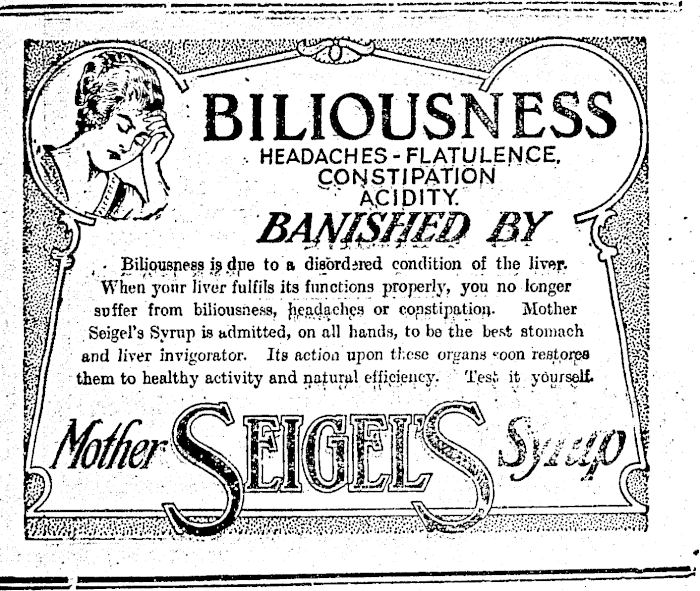 BILIOUSNESS
HEADACHES - FLATULENCE,
CONSTIPATION
ACIDITY.
BANISHED BY
Biliousness is due to a disordered condition of the liver.
When your liver fulfils its functions properly, you no longer
suffer from biliousness, headaches or constipation. Mother
Seigel's Syrup is admitted, on all hands, to be the best stomach
and liver invigorator. Its action upon these organs soon restores
them to healthy activity and natural efficiency. Test it yourself.
Mother SEIGEL'S Syrup